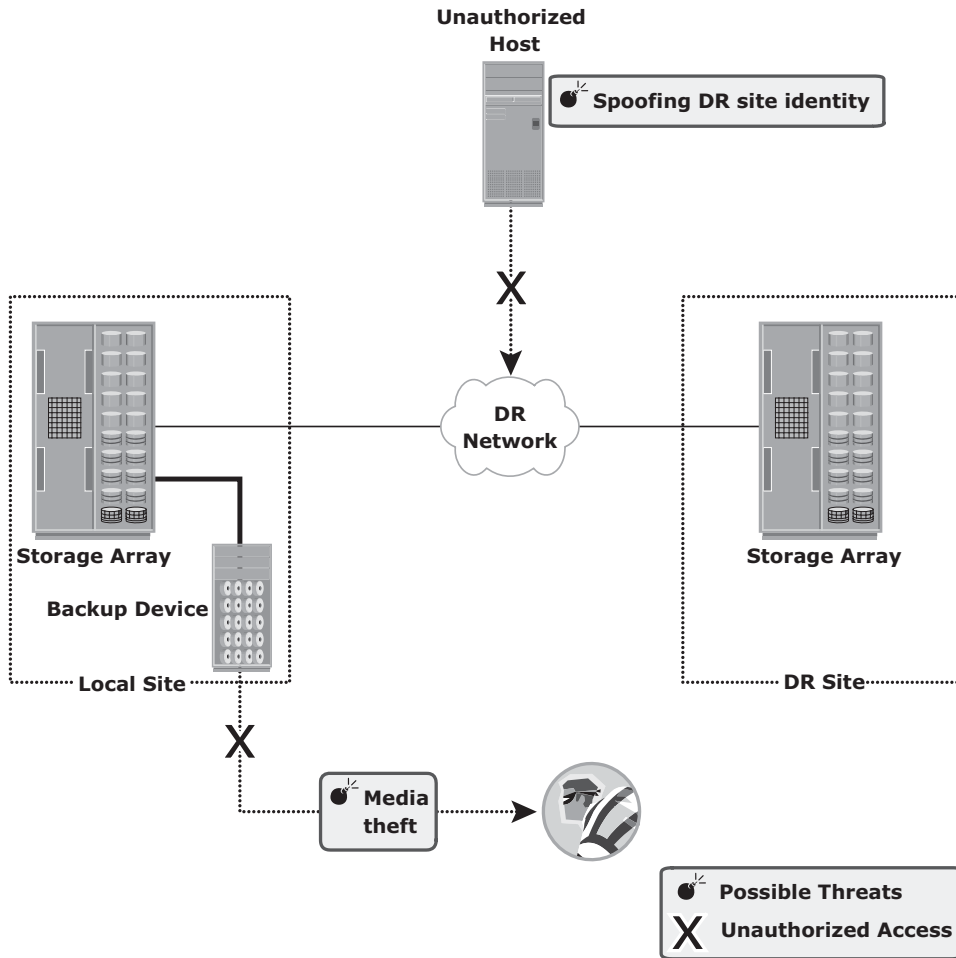 Unauthorized
Host
Spoofing DR site identity
X
DR
Network
Storage Array
Storage Array
Backup Device
Local Site
DR Site
X
Media
theft
Possible Threats
X Unauthorized Access